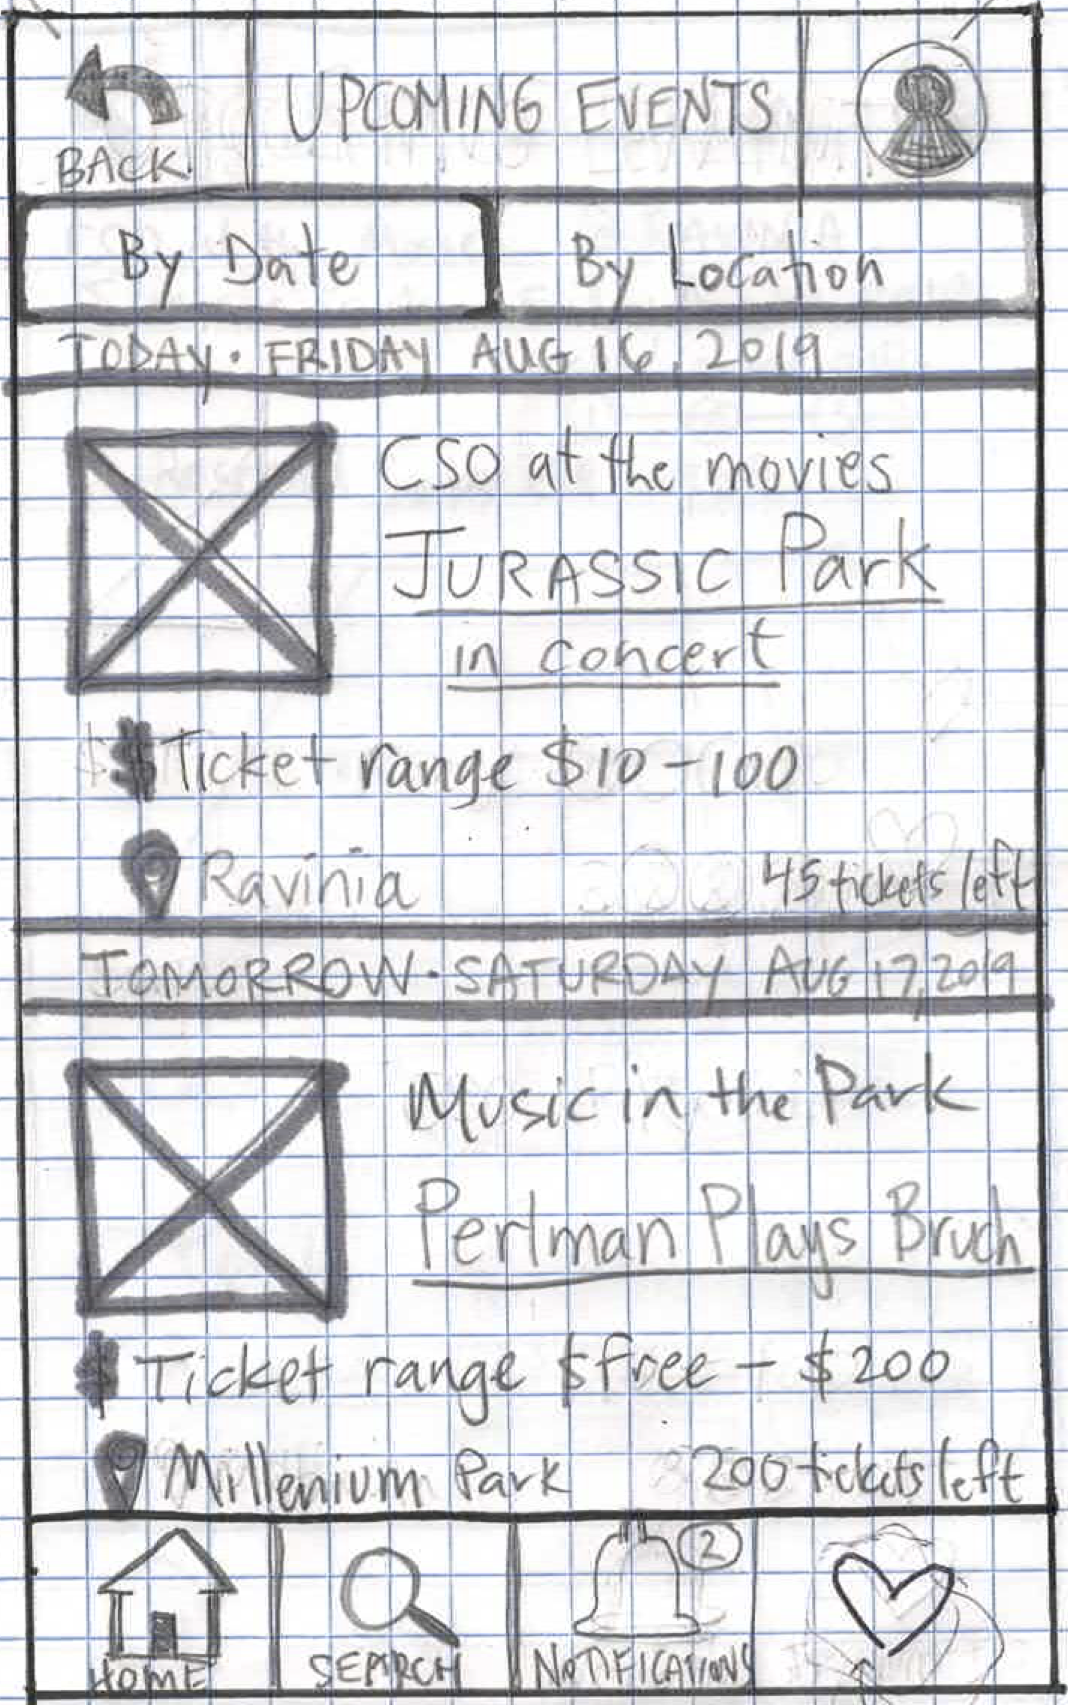 UPCOMING EVENTS
BACK
By Date
By Location
TODAY • FRIDAY AUG 16, 2019
CSO at the movies
JURASSIC Park
in concert
$ Ticket range $10-100
Ravinia
45 tickets left
TOMORROW • SATURDAY AUG 17, 2019
Music in the Park
Perlman Plays Bruch
$ Ticket range $free - $200
Millenium Park
200 tickets left
2
HOME
SEARCH
NOTIFICATIONS